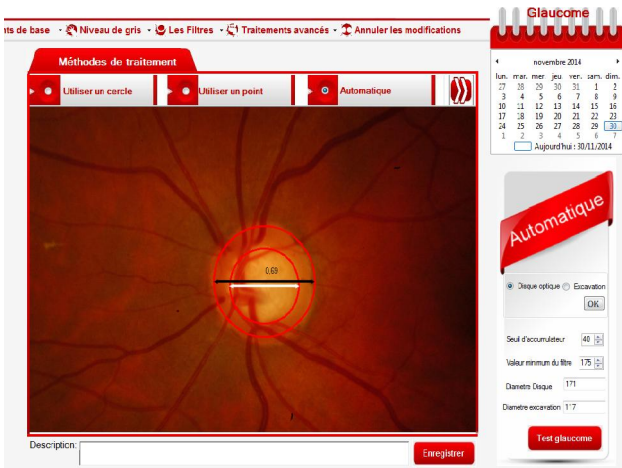 Glaucome
nts de base Niveau de gris Les Filtres Traitements avancés Annuler les modifications
novembre 2014
lun. mar. mer jeu ven. sam. dim.
27 28 29 30 31 1 2
3 4 5 6 7 8 9
10 11 12 13 14 15 16
17 18 19 20 21 22 23
24 25 26 27 28 29 30
1 2 3 4 5 6 7
Aujourd'hui : 30/11/2014
Méthodes de traitement
Utiliser un cercle Utiliser un point Automatique
0,69
Automatique
Disque optique Excavation
OK
Seuil d'accumulateur 40
Valeur minmum du filtre 175
Diametre Disque 171
Diametre excavation 117
Test glaucome
Description:
Enregistrer